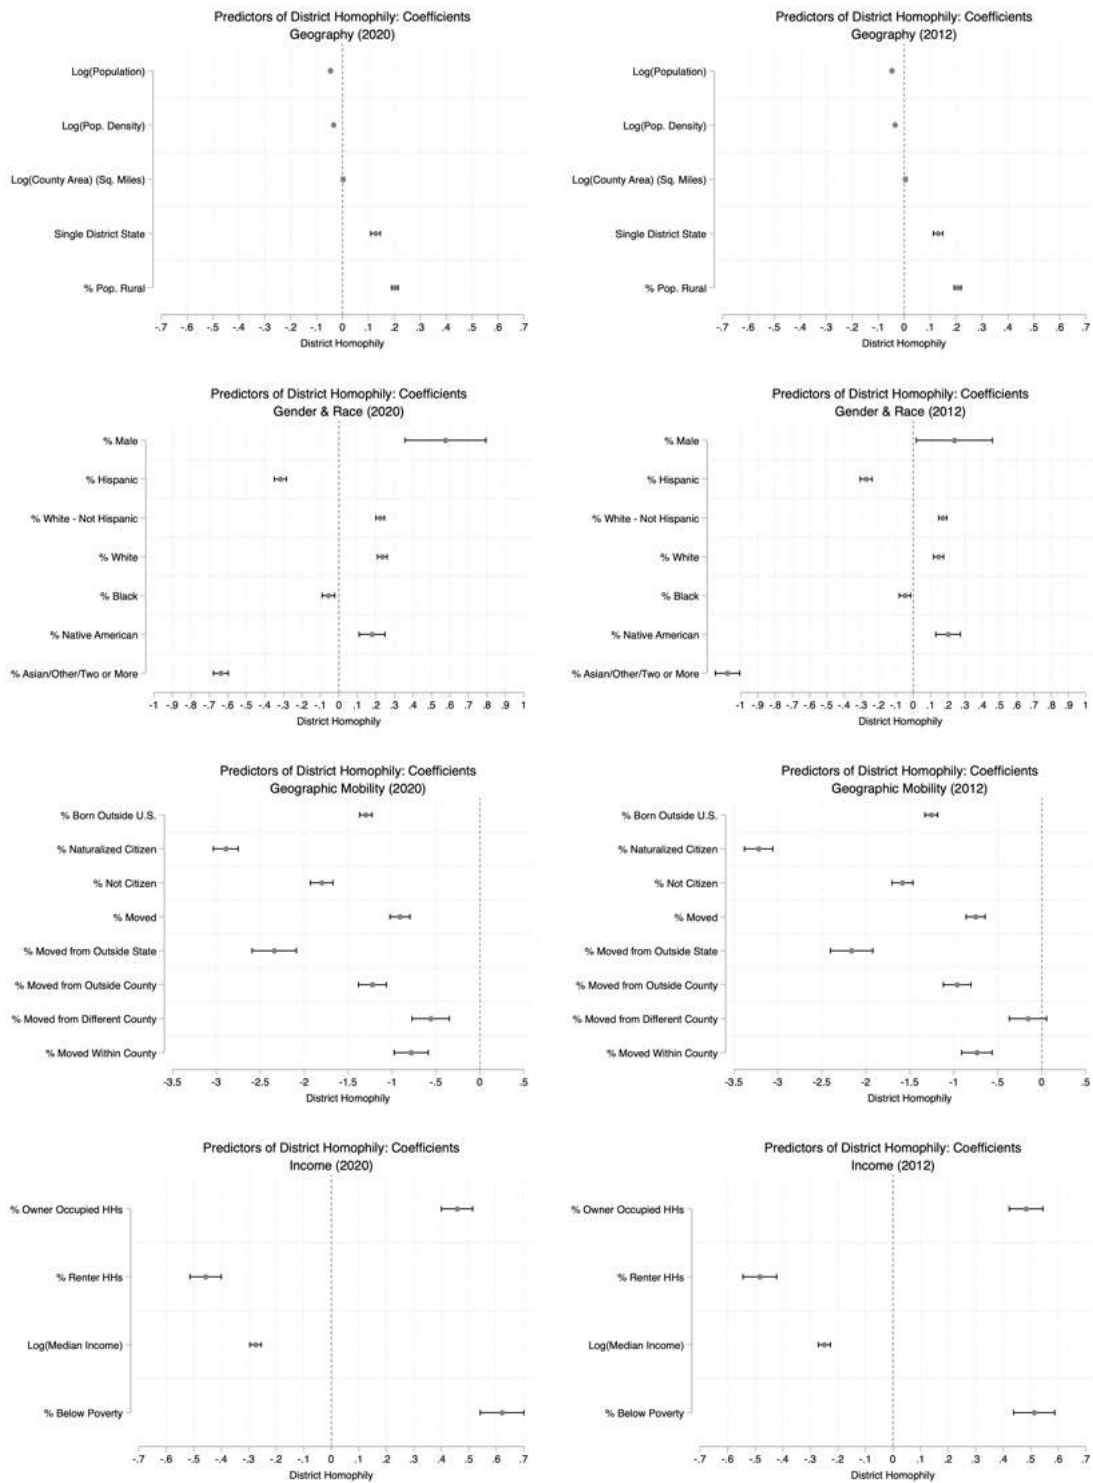 Predictors of District Homophily: Coefficients
Geography (2020)
Log(Population)
Log(Pop. Density)
Log(County Area) (Sq. Miles)
Single District State
% Pop. Rural
-.7 -.6 -.5 -.4 -.3 -.2 -.1 0 .1 .2 .3 .4 .5 .6 .7
District Homophily
Predictors of District Homophily: Coefficients
Geography (2012)
Log(Population)
Log(Pop. Density)
Log(County Area) (Sq. Miles)
Single District State
% Pop. Rural
-.7 -.6 -.5 -.4 -.3 -.2 -.1 0 .1 .2 .3 .4 .5 .6 .7
District Homophily
Predictors of District Homophily: Coefficients
Gender & Race (2020)
% Male
% Hispanic
% White - Not Hispanic
% White
% Black
% Native American
% Asian/Other/Two or More
-1 -.9 -.8 -.7 -.6 -.5 -.4 -.3 -.2 -.1 0 .1 .2 .3 .4 .5 .6 .7 .8 .9 1
District Homophily
Predictors of District Homophily: Coefficients
Gender & Race (2012)
% Male
% Hispanic
% White - Not Hispanic
% White
% Black
% Native American
% Asian/Other/Two or More
-1 -.9 -.8 -.7 -.6 -.5 -.4 -.3 -.2 -.1 0 .1 .2 .3 .4 .5 .6 .7 .8 .9 1
District Homophily
Predictors of District Homophily: Coefficients
Geographic Mobility (2020)
% Born Outside U.S.
% Naturalized Citizen
% Not Citizen
% Moved
% Moved from Outside State
% Moved from Outside County
% Moved from Different County
% Moved Within County
-3.5 -3 -2.5 -2 -1.5 -1 -.5 0 .5
District Homophily
Predictors of District Homophily: Coefficients
Geographic Mobility (2012)
% Born Outside U.S.
% Naturalized Citizen
% Not Citizen
% Moved
% Moved from Outside State
% Moved from Outside County
% Moved from Different County
% Moved Within County
-3.5 -3 -2.5 -2 -1.5 -1 -.5 0 .5
District Homophily
Predictors of District Homophily: Coefficients
Income (2020)
% Owner Occupied HHs
% Renter HHs
Log(Median Income)
% Below Poverty
-.7 -.6 -.5 -.4 -.3 -.2 -.1 0 .1 .2 .3 .4 .5 .6 .7
District Homophily
Predictors of District Homophily: Coefficients
Income (2012)
% Owner Occupied HHs
% Renter HHs
Log(Median Income)
% Below Poverty
-.7 -.6 -.5 -.4 -.3 -.2 -.1 0 .1 .2 .3 .4 .5 .6 .7
District Homophily